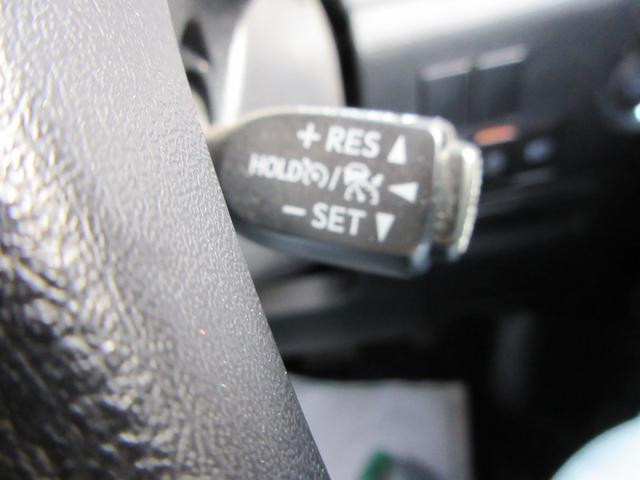 + RES ▲
HOLD / ◄
− SET ▼